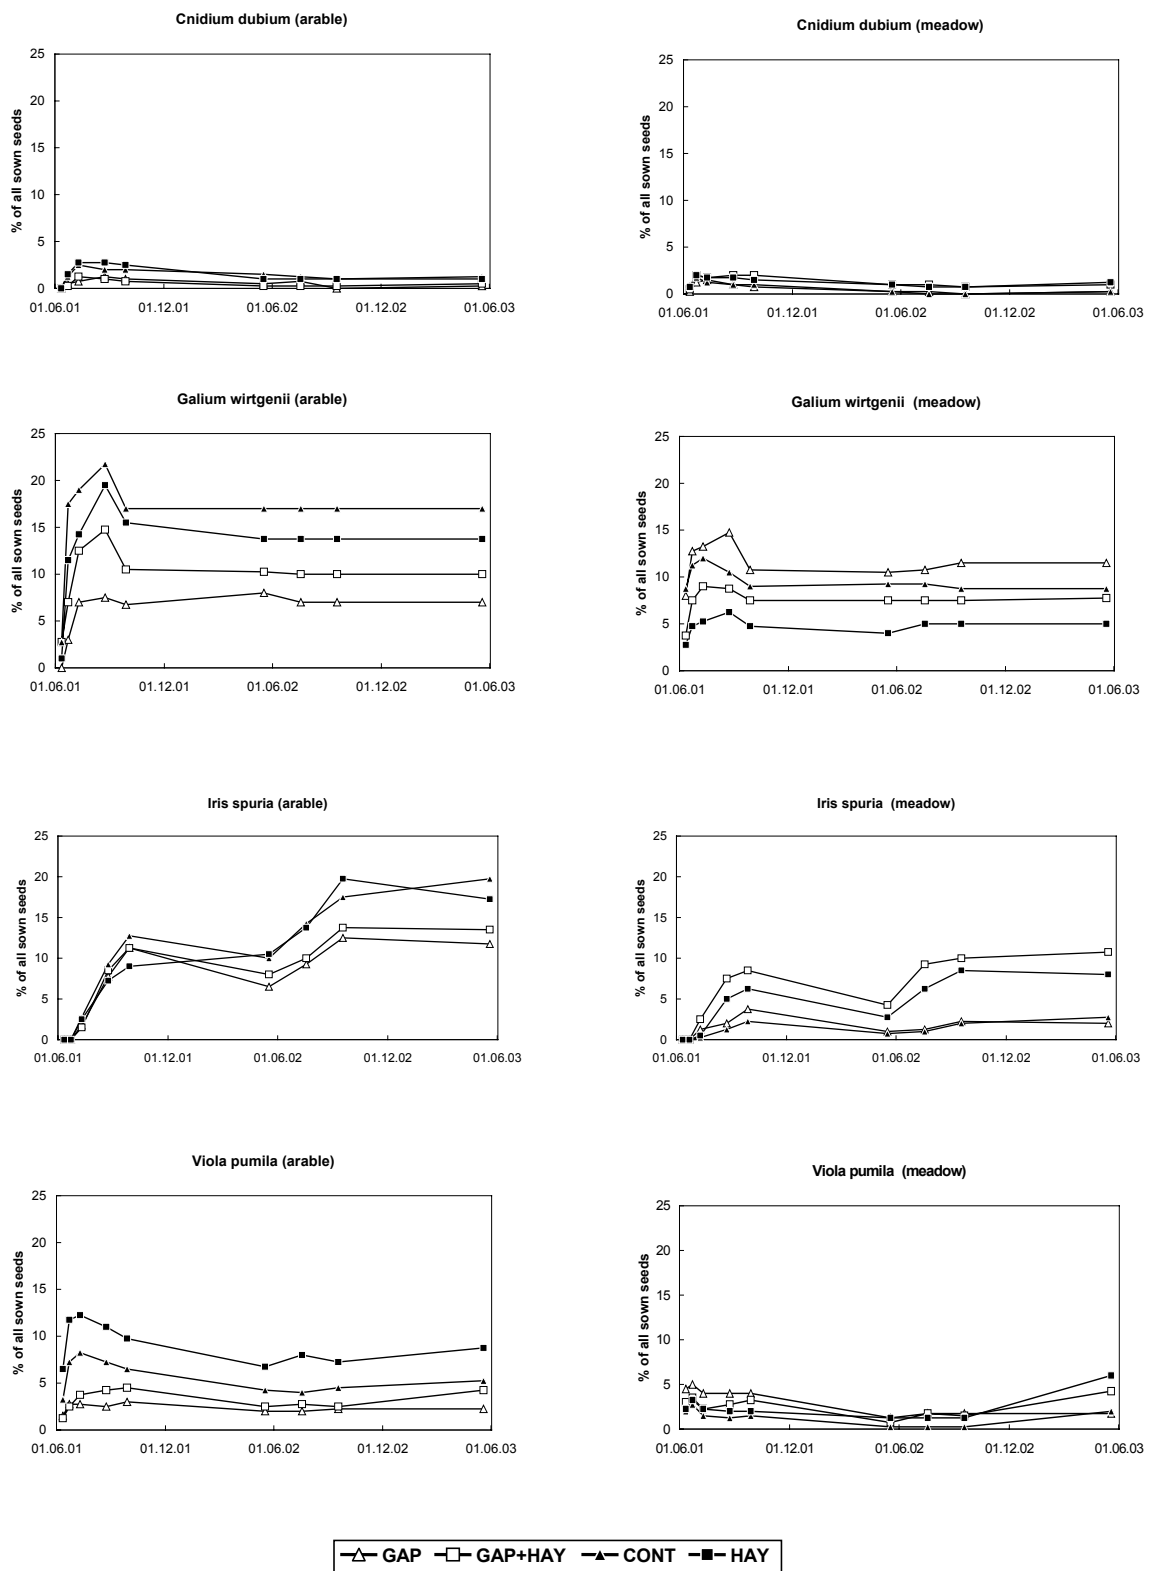 Cnidium dubium (arable)
% of all sown seeds
25
20
15
10
5
0
01.06.01 01.12.01 01.06.02 01.12.02 01.06.03
Cnidium dubium (meadow)
% of all sown seeds
25
20
15
10
5
0
01.06.01 01.12.01 01.06.02 01.12.02 01.06.03
Galium wirtgenii (arable)
% of all sown seeds
25
20
15
10
5
0
01.06.01 01.12.01 01.06.02 01.12.02 01.06.03
Galium wirtgenii (meadow)
% of all sown seeds
25
20
15
10
5
0
01.06.01 01.12.01 01.06.02 01.12.02 01.06.03
Iris spuria (arable)
% of all sown seeds
25
20
15
10
5
0
01.06.01 01.12.01 01.06.02 01.12.02 01.06.03
Iris spuria (meadow)
% of all sown seeds
25
20
15
10
5
0
01.06.01 01.12.01 01.06.02 01.12.02 01.06.03
Viola pumila (arable)
% of all sown seeds
25
20
15
10
5
0
01.06.01 01.12.01 01.06.02 01.12.02 01.06.03
Viola pumila (meadow)
% of all sown seeds
25
20
15
10
5
0
01.06.01 01.12.01 01.06.02 01.12.02 01.06.03
GAP GAP+HAY CONT HAY